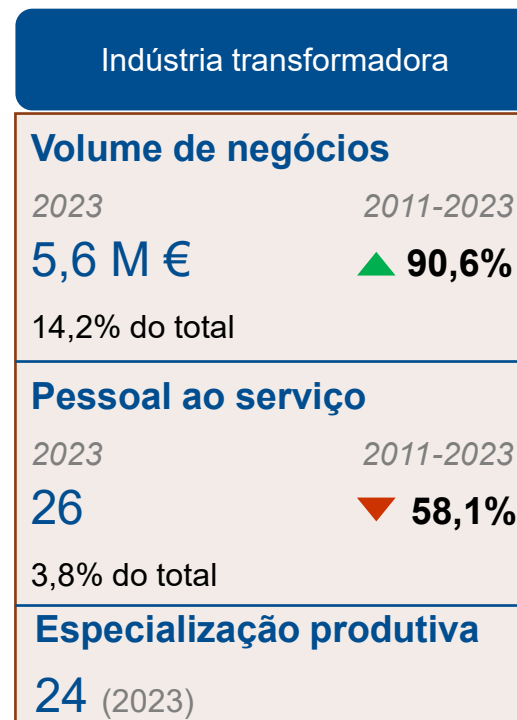 Indústria transformadora
Volume de negócios
2023 2011-2023
5,6 M € 90,6%
14,2% do total
Pessoal ao serviço
2023 2011-2023
26 58,1%
3,8% do total
Especialização produtiva
24 (2023)